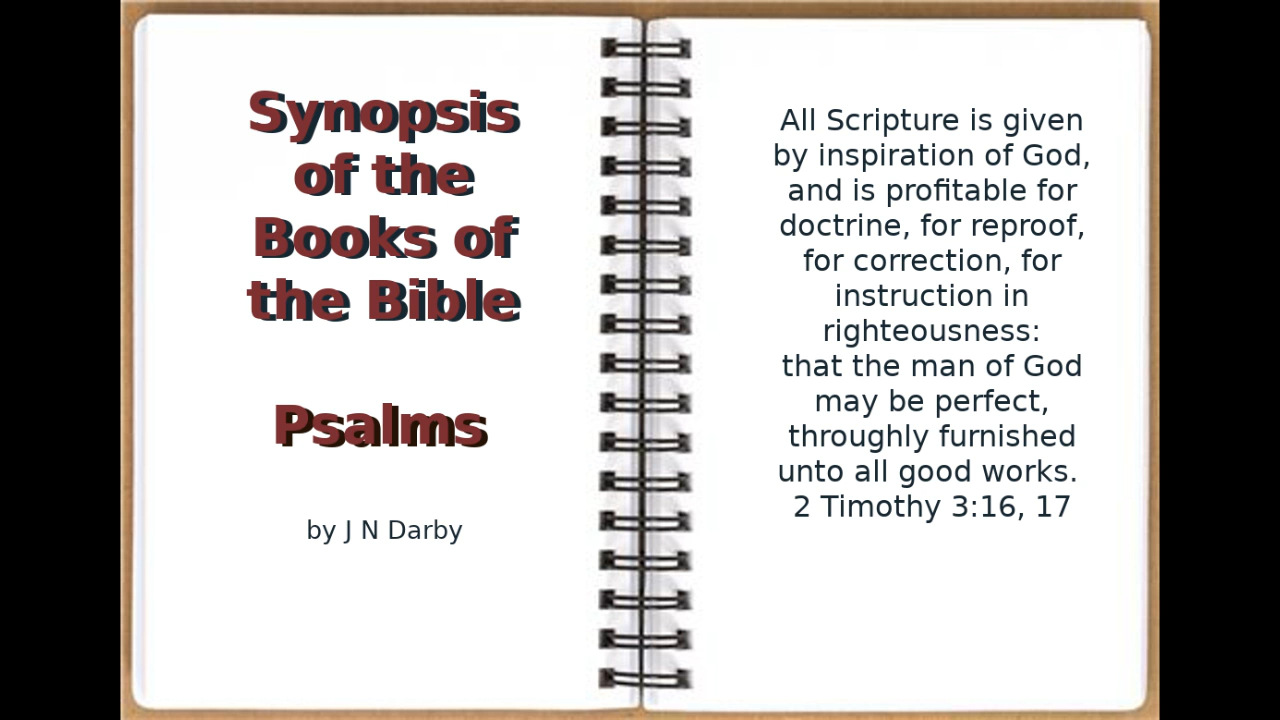 Synopsis
of the
Books of
the Bible
Psalms
by J N Darby
All Scripture is given
by inspiration of God,
and is profitable for
doctrine, for reproof,
for correction, for
instruction in
righteousness:
that the man of God
may be perfect,
throughly furnished
unto all good works.
2 Timothy 3:16, 17